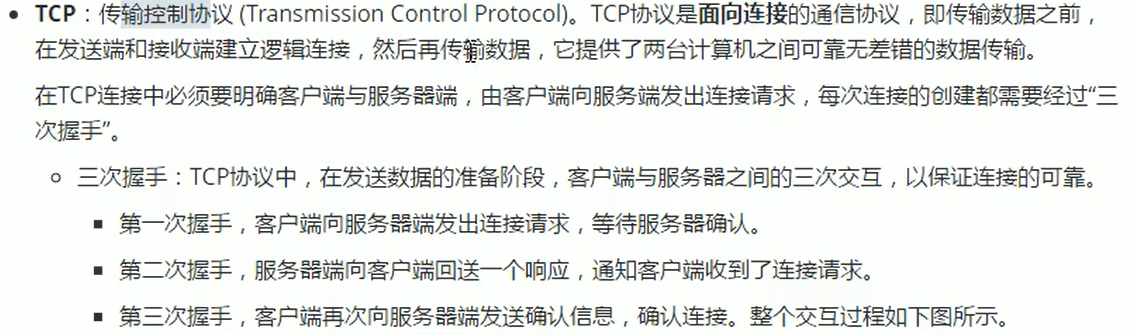 TCP：传输控制协议 (Transmission Control Protocol)。TCP协议是面向连接的通信协议，即传输数据之前，
在发送端和接收端建立逻辑连接，然后再传输数据，它提供了两台计算机之间可靠无差错的数据传输。
在TCP连接中必须要明确客户端与服务器端，由客户端向服务端发出连接请求，每次连接的创建都需要经过“三
次握手”。
三次握手：TCP协议中，在发送数据的准备阶段，客户端与服务器之间的三次交互，以保证连接的可靠。
第一次握手，客户端向服务器端发出连接请求，等待服务器确认。
第二次握手，服务器端向客户端回送一个响应，通知客户端收到了连接请求。
第三次握手，客户端再次向服务器端发送确认信息，确认连接。整个交互过程如下图所示。